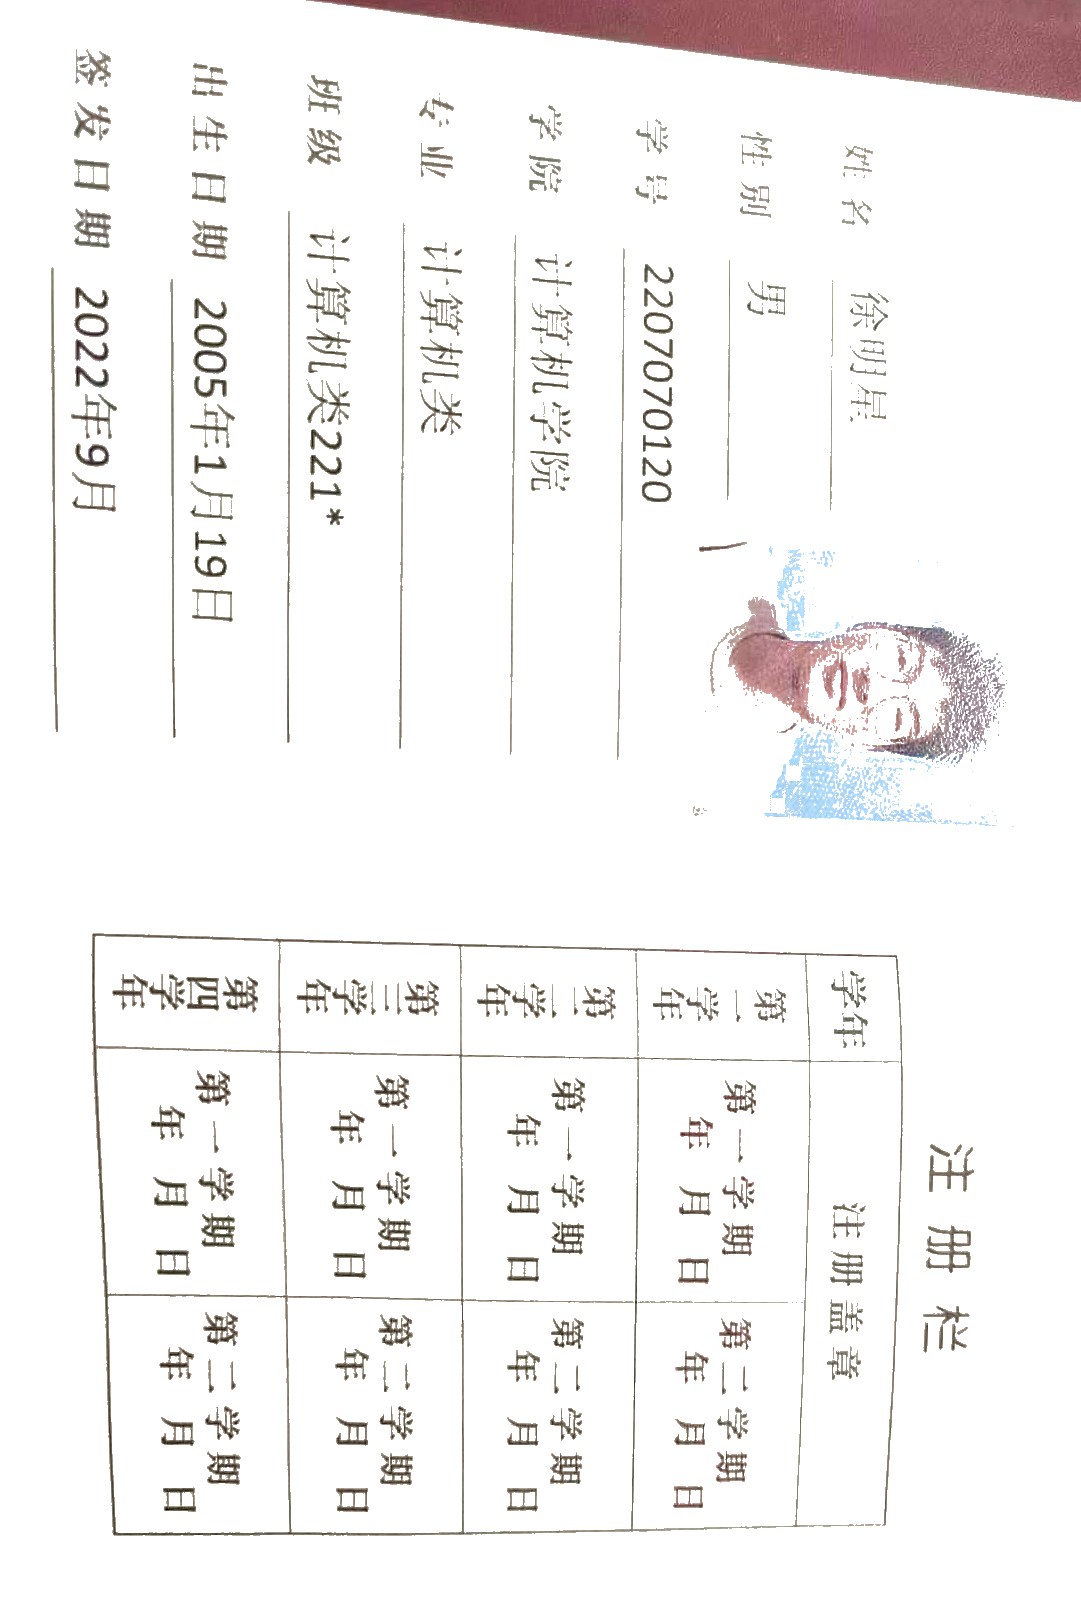 姓名 徐明星
性别 男
学号 2207070120
学院 计算机学院
专业 计算机类
班级 计算机类221*
出生日期 2005年1月19日
签发日期 2022年9月
注册栏
学年 注册盖章
第一学年 第一学期 年 月 日 第二学期 年 月 日
第二学年 第一学期 年 月 日 第二学期 年 月 日
第三学年 第一学期 年 月 日 第二学期 年 月 日
第四学年 第一学期 年 月 日 第二学期 年 月 日